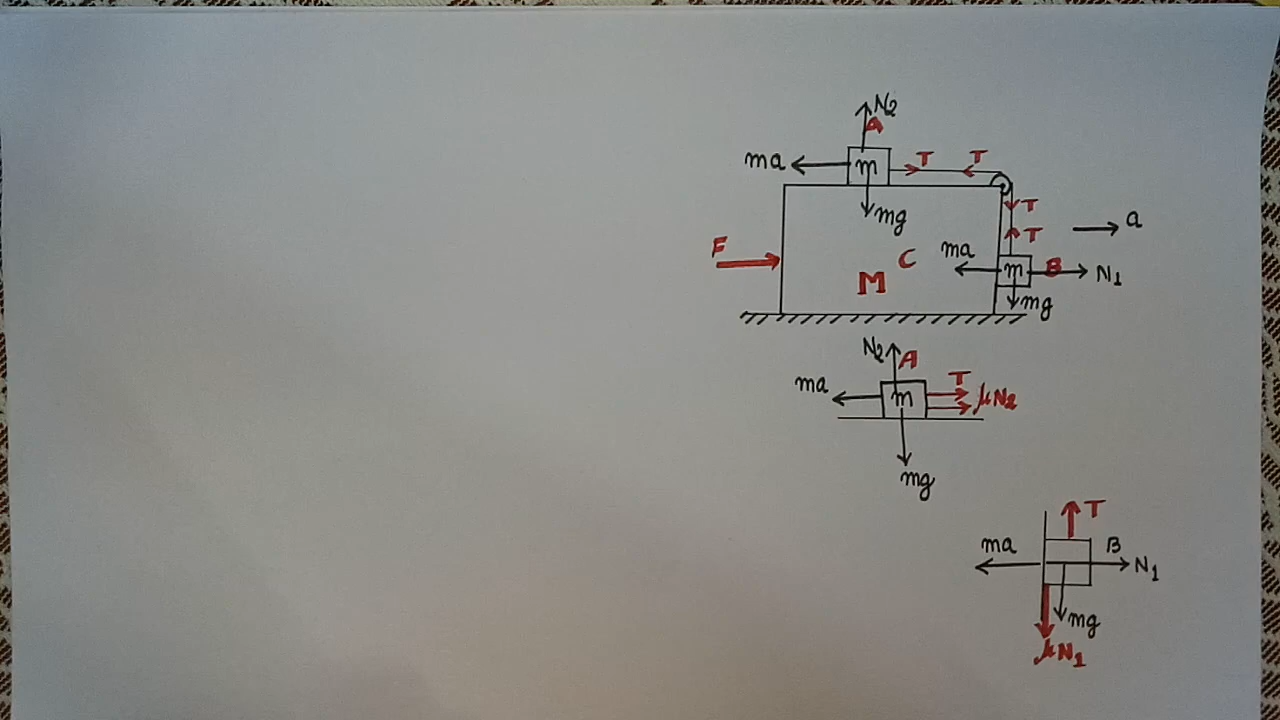 N₂
A
ma m T T
mg
T
a
F T
C ma m B N₁
M
mg
N₂ A
ma m T
μN₂
mg
T
ma B N₁
mg
μN₁